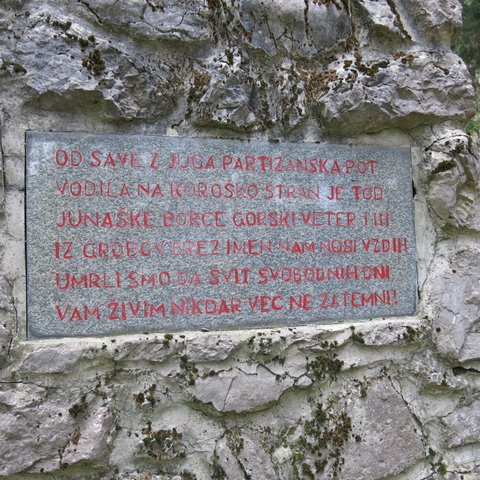 OD SAVE Z JUGA PARTIZANSKA POT
VODILA NA KOROŠKO STRAN JE TOD
JUNAŠKE BORCE GORSKI VETER
IZ GROBOV BREZ IMEN NAM NOSI VZDIH
UMRLI SMO DA SVIT SVOBODNIH DNI
VAM ŽIVIM NIKDAR VEČ NE ZATEMNI!